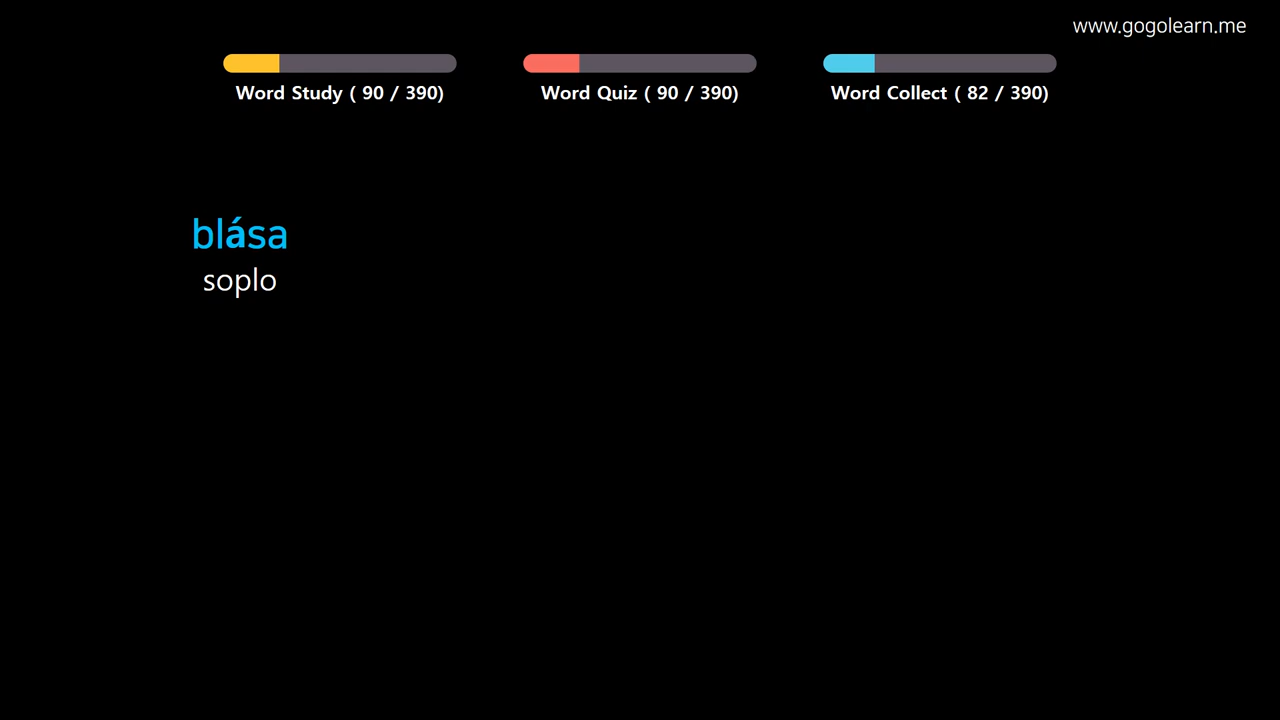 www.gogolearn.me
Word Study ( 90 / 390)
Word Quiz ( 90 / 390)
Word Collect ( 82 / 390)
blása
soplo